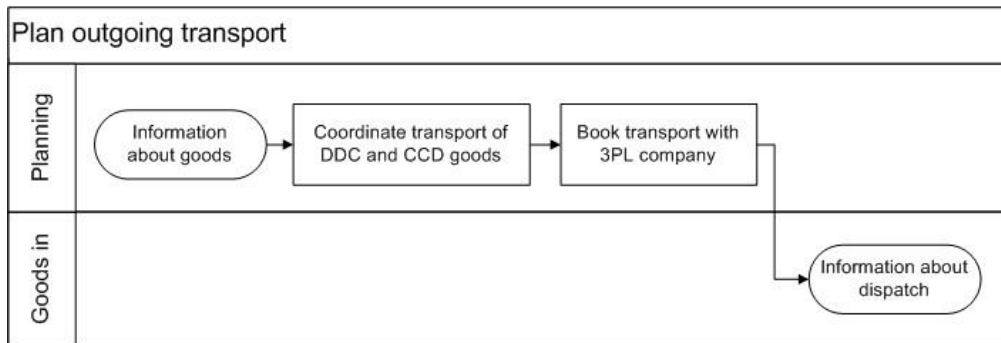 Plan outgoing transport
Planning
Information
about goods
Coordinate transport of
DDC and CCD goods
Book transport with
3PL company
Goods in
Information about
dispatch